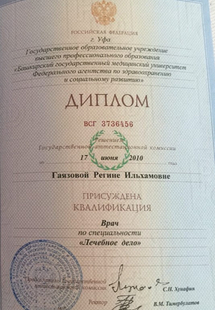 РОССИЙСКАЯ ФЕДЕРАЦИЯ
г. Уфа
Государственное образовательное учреждение
высшего профессионального образования
«Башкирский государственный медицинский университет
Федерального агентства по здравоохранению
и социальному развитию»
ДИПЛОМ
ВСГ 3736456
Решением
Государственной аттестационной комиссии
17 июня 2010
Гаязовой Регине Ильхамовне
ПРИСУЖДЕНА
КВАЛИФИКАЦИЯ
Врач
по специальности
«Лечебное дело»
Председатель Государственной
С.Н. Хунафин
Ректор В.М. Тимербулатов